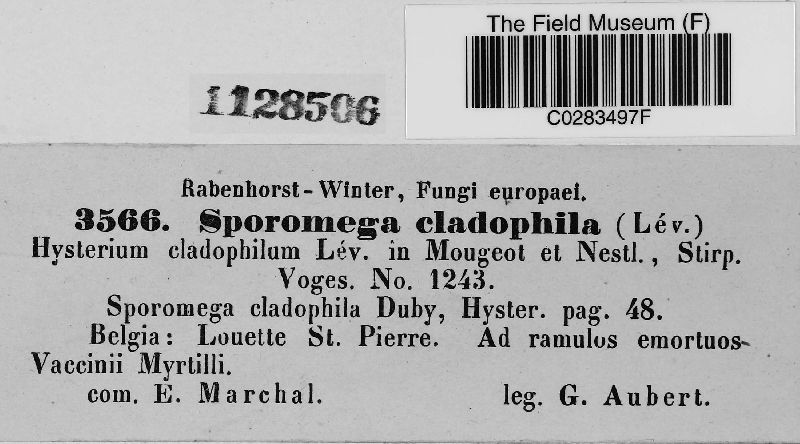 The Field Museum (F)
C0283497F
1128506
Rabenhorst-Winter, Fungi europaei.
3566. Sporomega cladophila (Lév.)
Hysterium cladophilum Lév. in Mougeot et Nestl., Stirp.
Voges. No. 1243.
Sporomega cladophila Duby, Hyster. pag. 48.
Belgia: Louette St. Pierre. Ad ramulos emortuos
Vaccinii Myrtilli.
com. E. Marchal. leg. G. Aubert.